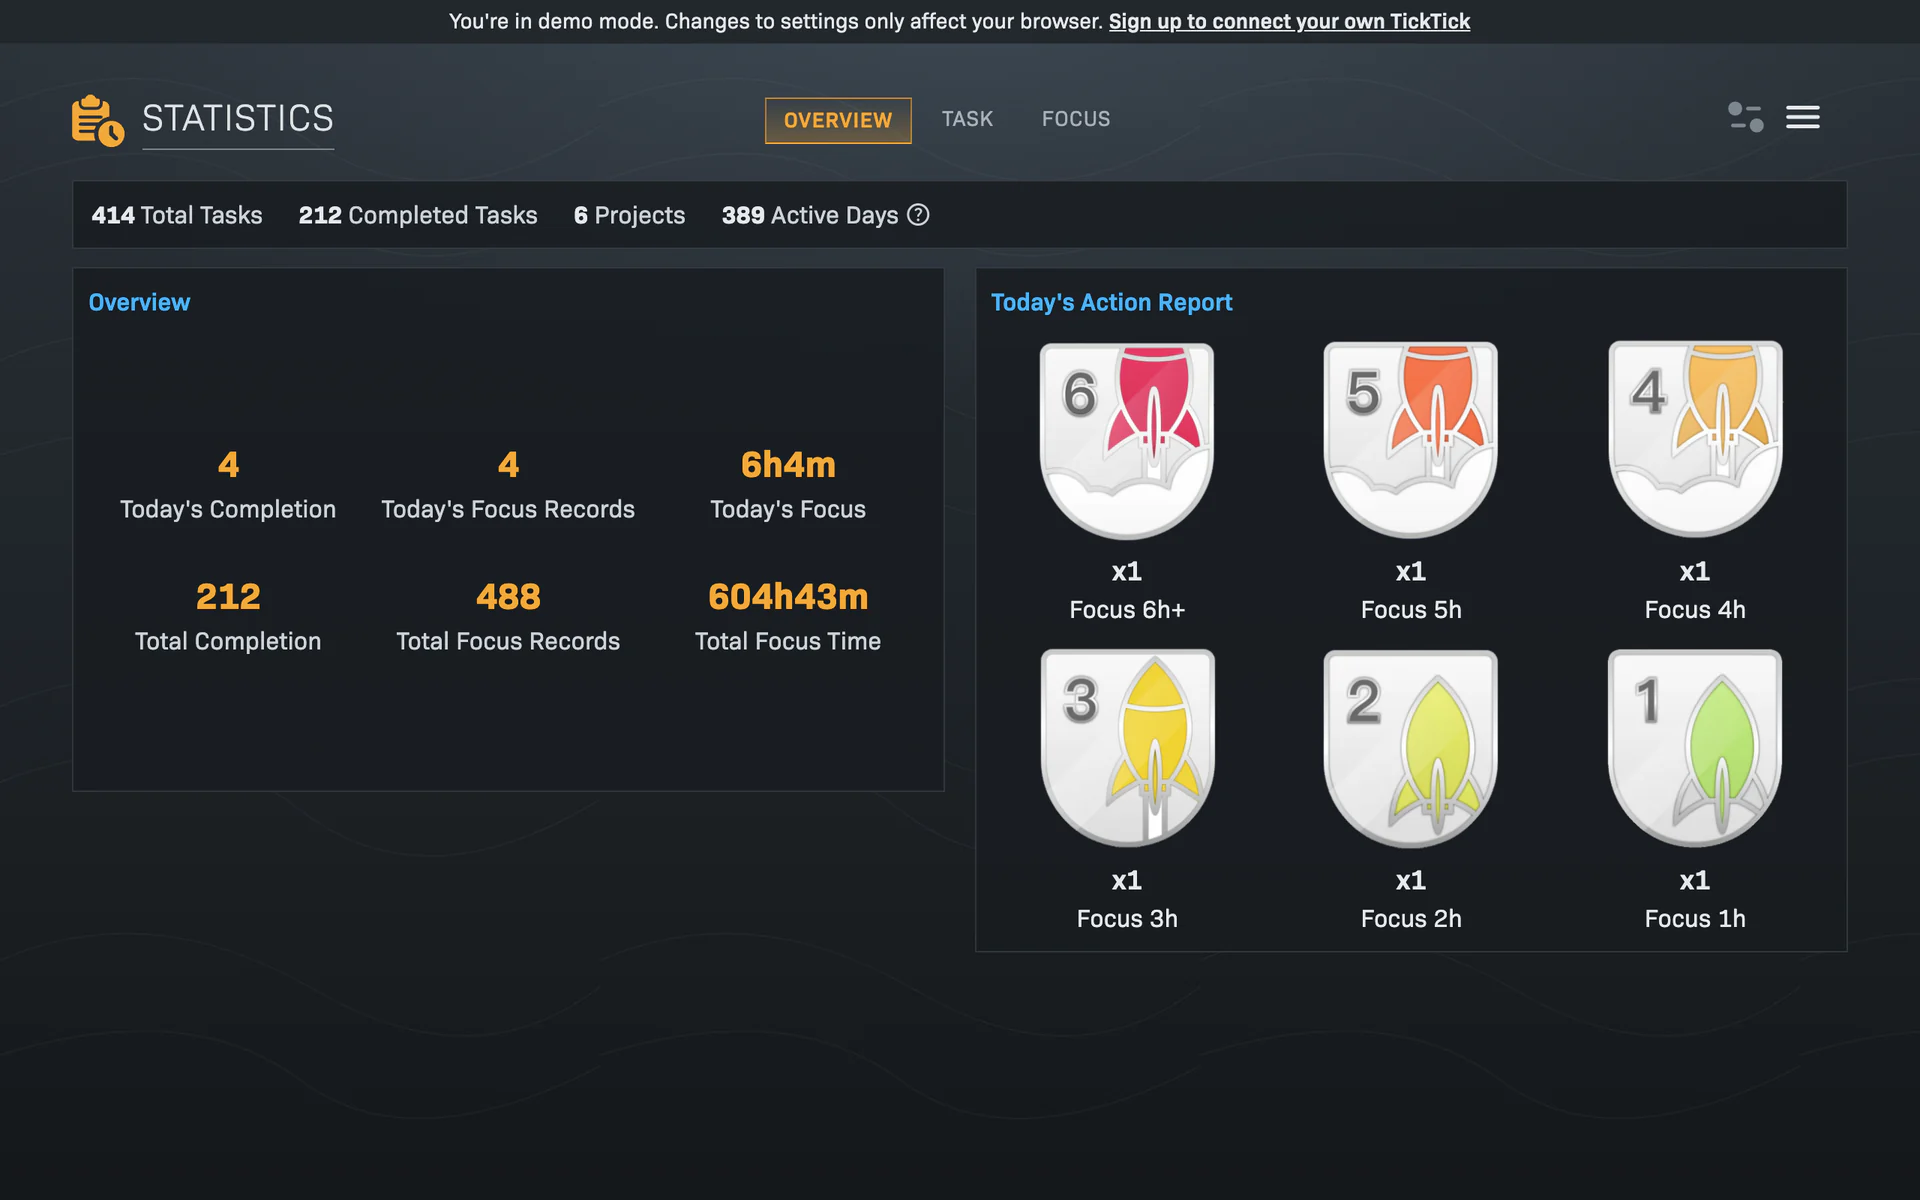 You're in demo mode. Changes to settings only affect your browser. Sign up to connect your own TickTick
STATISTICS
OVERVIEW TASK FOCUS
414 Total Tasks 212 Completed Tasks 6 Projects 389 Active Days ?
Overview
4 4 6h4m
Today's Completion Today's Focus Records Today's Focus
212 488 604h43m
Total Completion Total Focus Records Total Focus Time
Today's Action Report
6 5 4
x1 x1 x1
Focus 6h+ Focus 5h Focus 4h
3 2 1
x1 x1 x1
Focus 3h Focus 2h Focus 1h